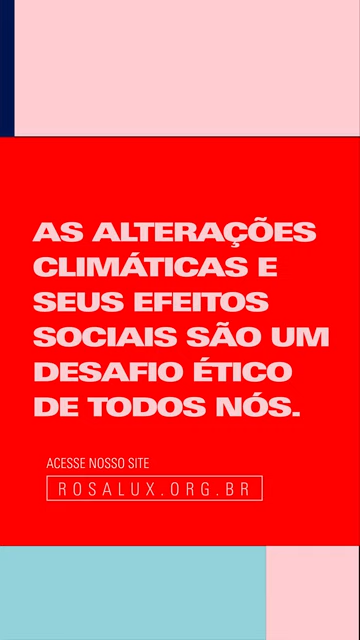 AS ALTERAÇÕES
CLIMÁTICAS E
SEUS EFEITOS
SOCIAIS SÃO UM
DESAFIO ÉTICO
DE TODOS NÓS.
ACESSE NOSSO SITE
ROSALUX.ORG.BR